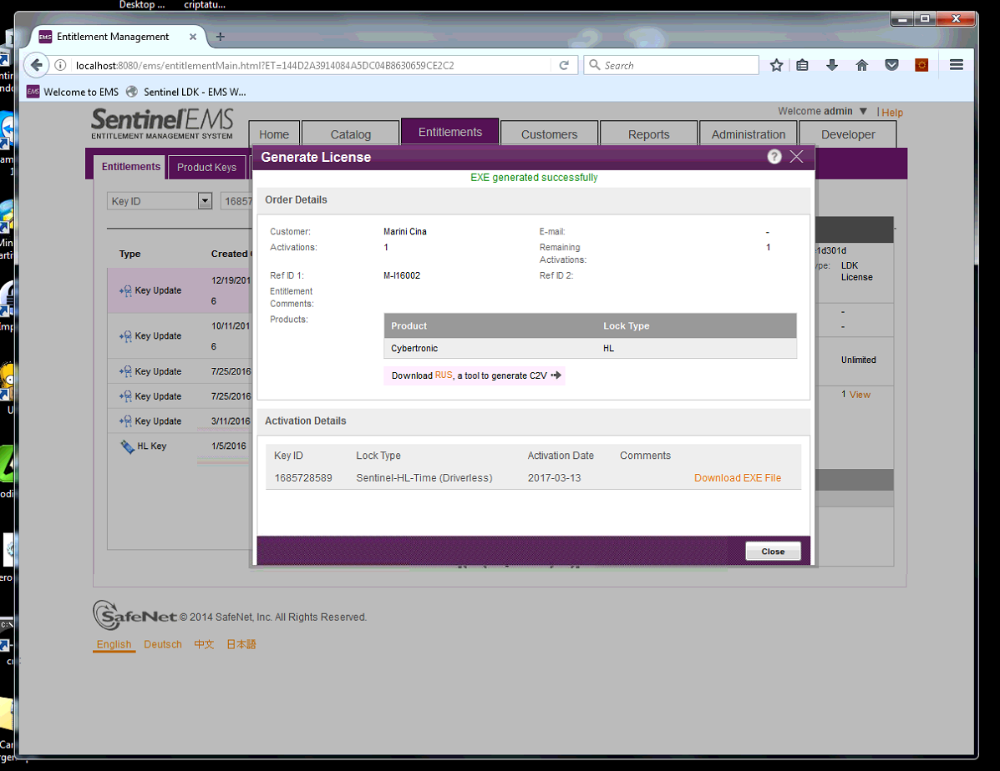 Desktop ...
criptatu...
Entitlement Management
localhost:8080/ems/entitlementMain.html?ET=144D2A3914084A5DC04B8630659CE2C2
Search
EMS Welcome to EMS
Sentinel LDK - EMS W...
Welcome admin
| Help
Sentinel EMS
ENTITLEMENT MANAGEMENT SYSTEM
Home
Catalog
Entitlements
Customers
Reports
Administration
Developer
Entitlements
Product Keys
Generate License
?
EXE generated successfully
Key ID
16857
Order Details
Customer:
Marini Cina
E-mail:
-
Activations:
1
Remaining
Activations:
1
Ref ID 1:
M-I16002
Ref ID 2:
Entitlement
Comments:
Products:
Product
Lock Type
Cybertronic
HL
Download RUS, a tool to generate C2V
Activation Details
Key ID
Lock Type
Activation Date
Comments
1685728589
Sentinel-HL-Time (Driverless)
2017-03-13
Download EXE File
Close
Type
Created
Key Update
12/19/201
6
Key Update
10/11/201
6
Key Update
7/25/2016
Key Update
7/25/2016
Key Update
3/11/2016
HL Key
1/5/2016
1d301d
LDK
License
-
-
Unlimited
1 View
SafeNet © 2014 SafeNet, Inc. All Rights Reserved.
English
Deutsch
中文
日本語